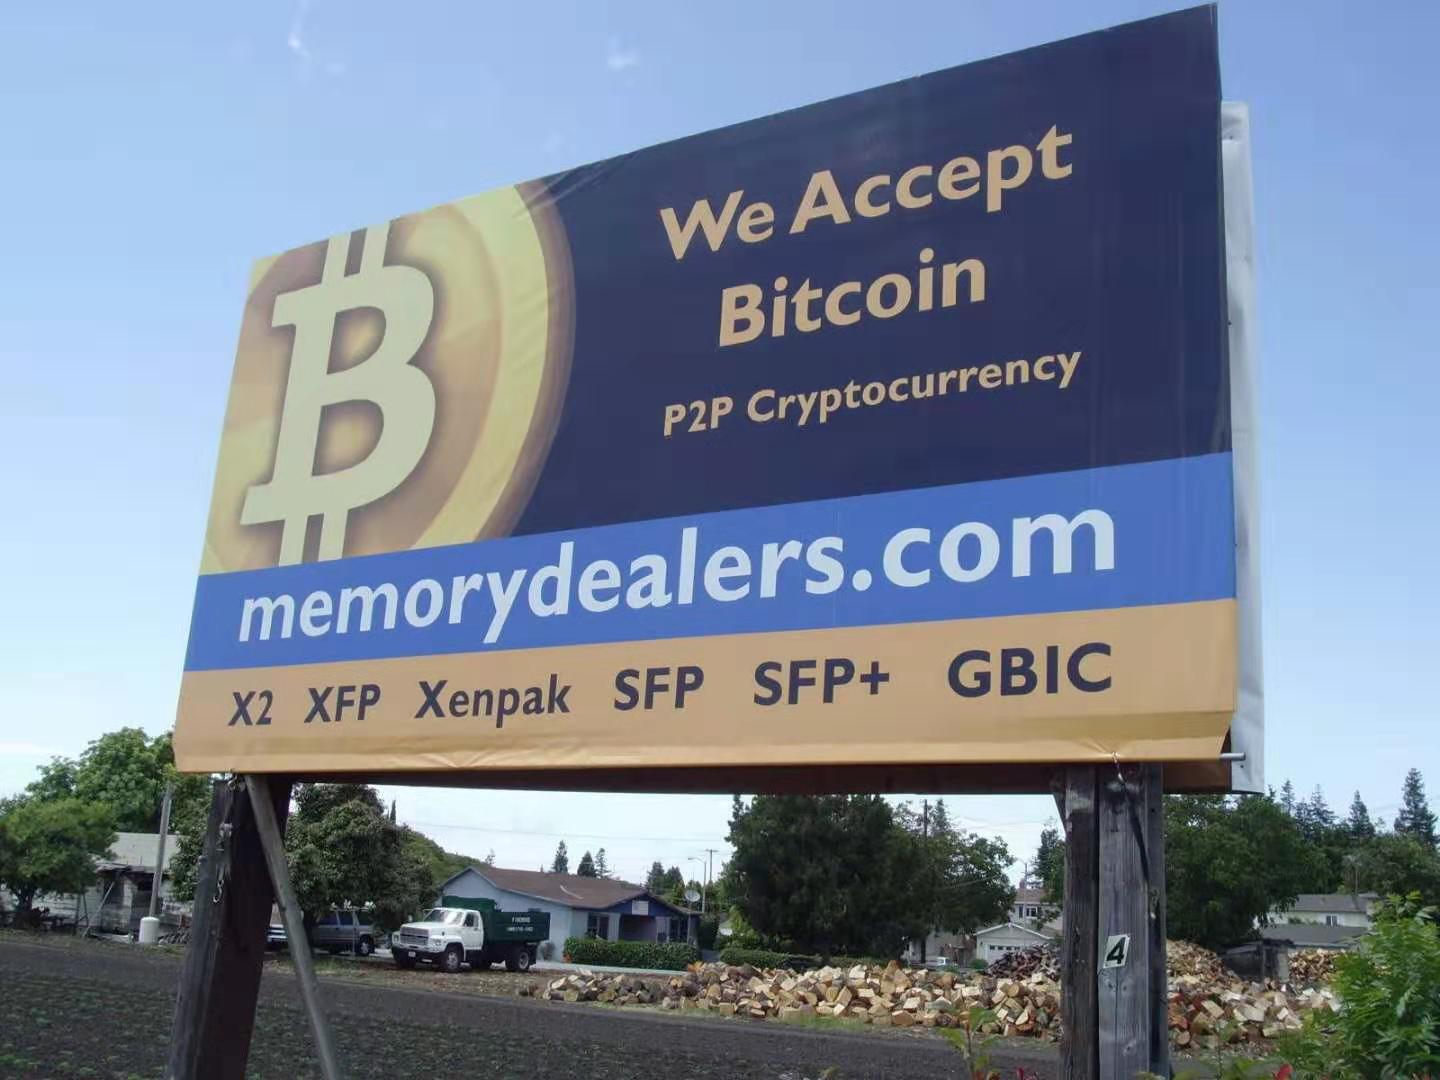 We Accept
Bitcoin
P2P Cryptocurrency
memorydealers.com
X2 XFP Xenpak SFP SFP+ GBIC
4